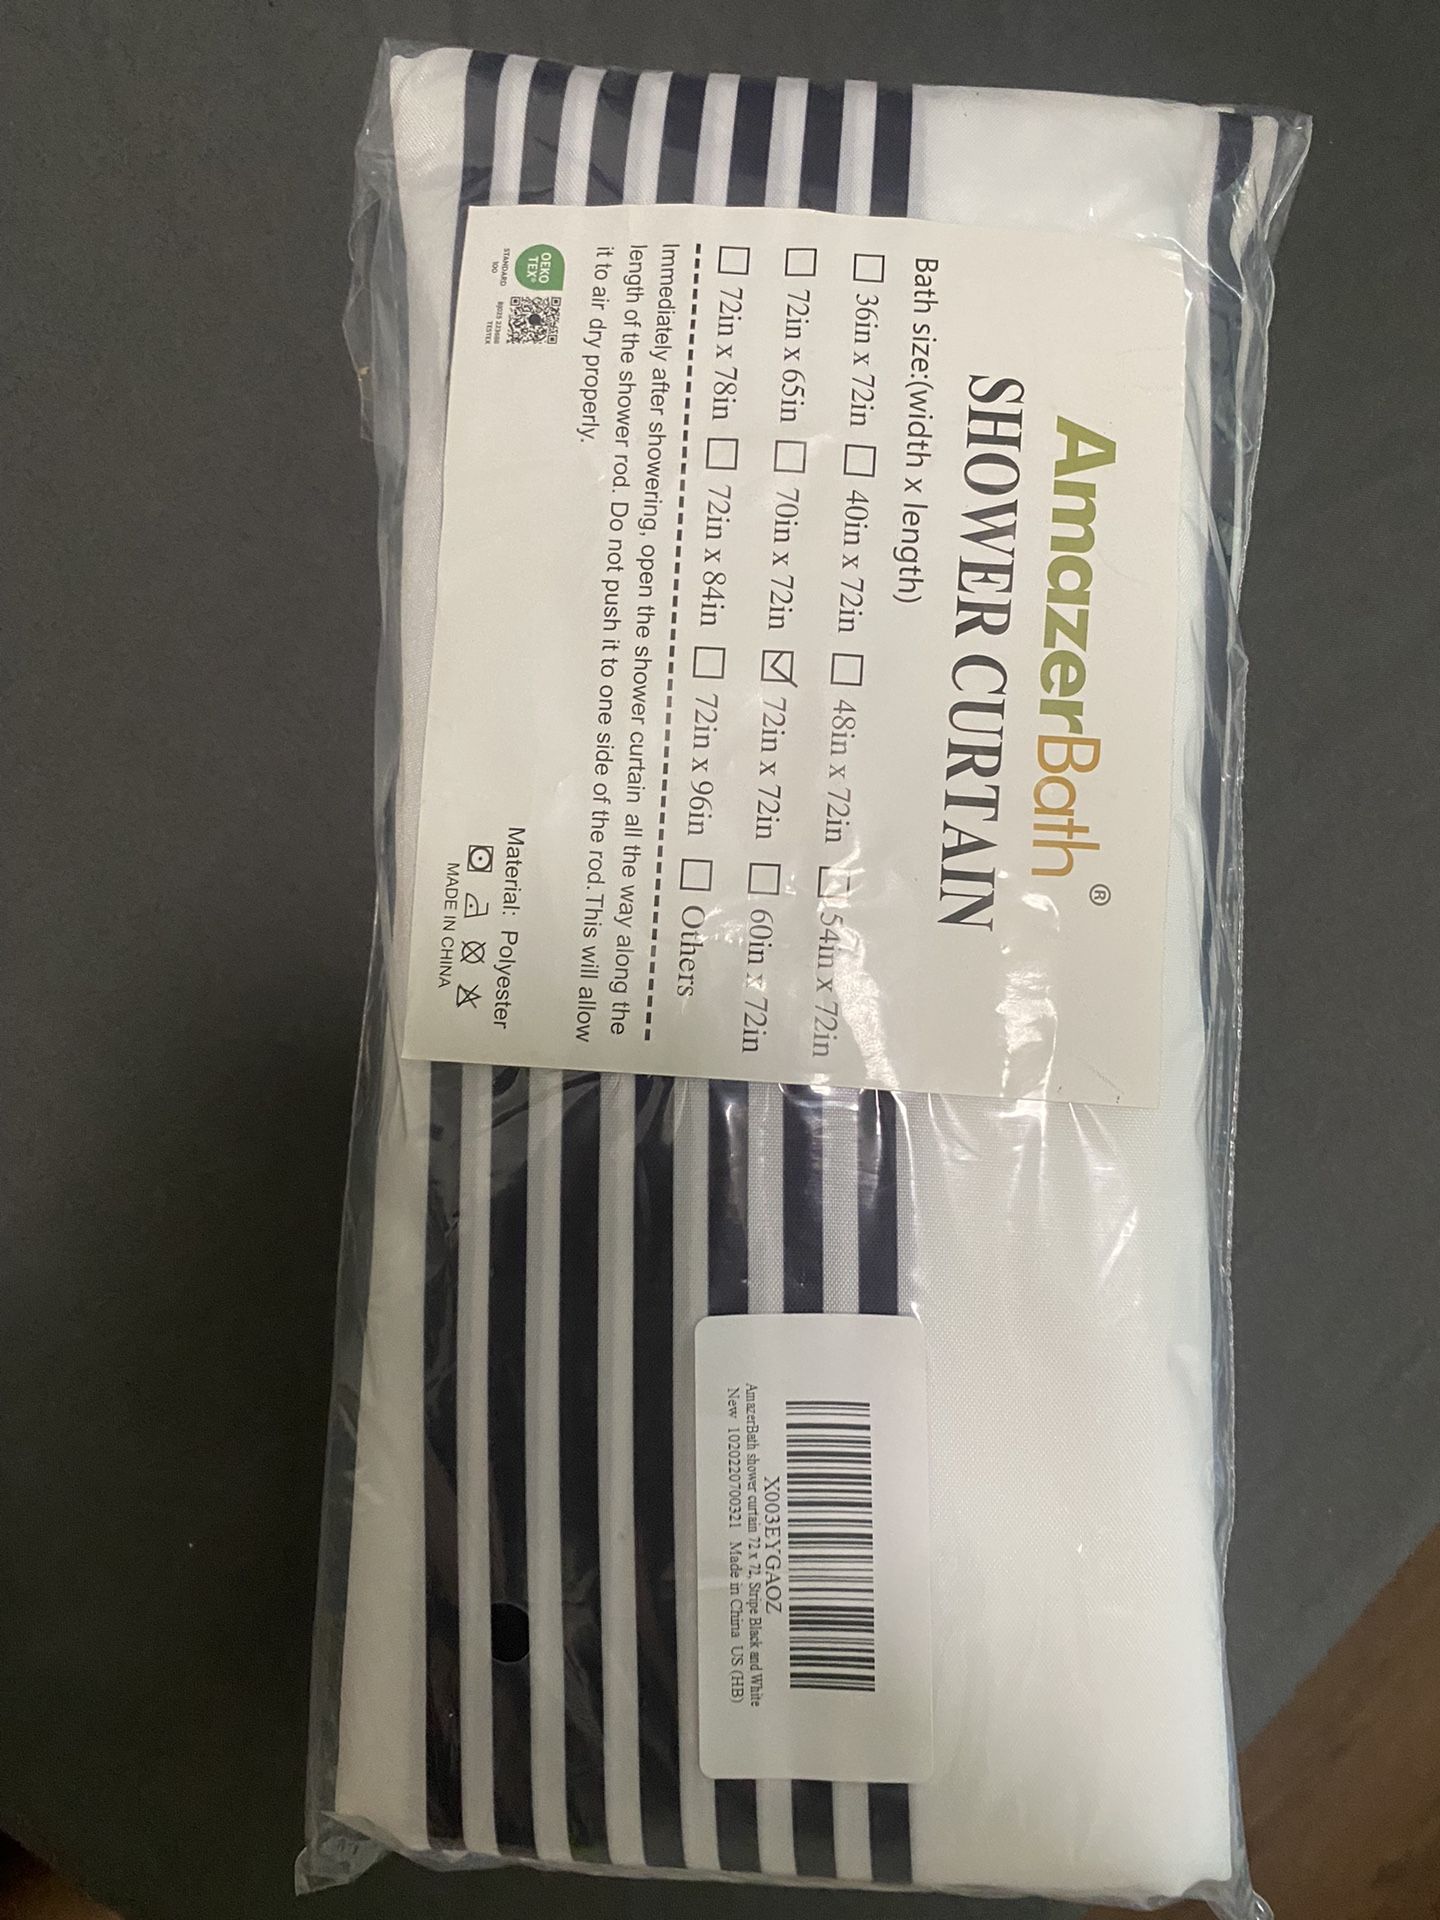 AmazerBath ®
SHOWER CURTAIN
Bath size:(width x length)
36in x 72in 40in x 72in 48in x 72in 54in x 72in
72in x 65in 70in x 72in 72in x 72in 60in x 72in
72in x 78in 72in x 84in 72in x 96in Others
Immediately after showering, open the shower curtain all the way along the
length of the shower rod. Do not push it to one side of the rod. This will allow
it to air dry properly.
OEKO
TEX®
STANDARD
100
TESTEX
Material: Polyester
MADE IN CHINA
X003EYGAOZ
AmazerBath shower curtain 72 x 72, Stripe Black and White
New 1020220700321 Made in China US (HB)